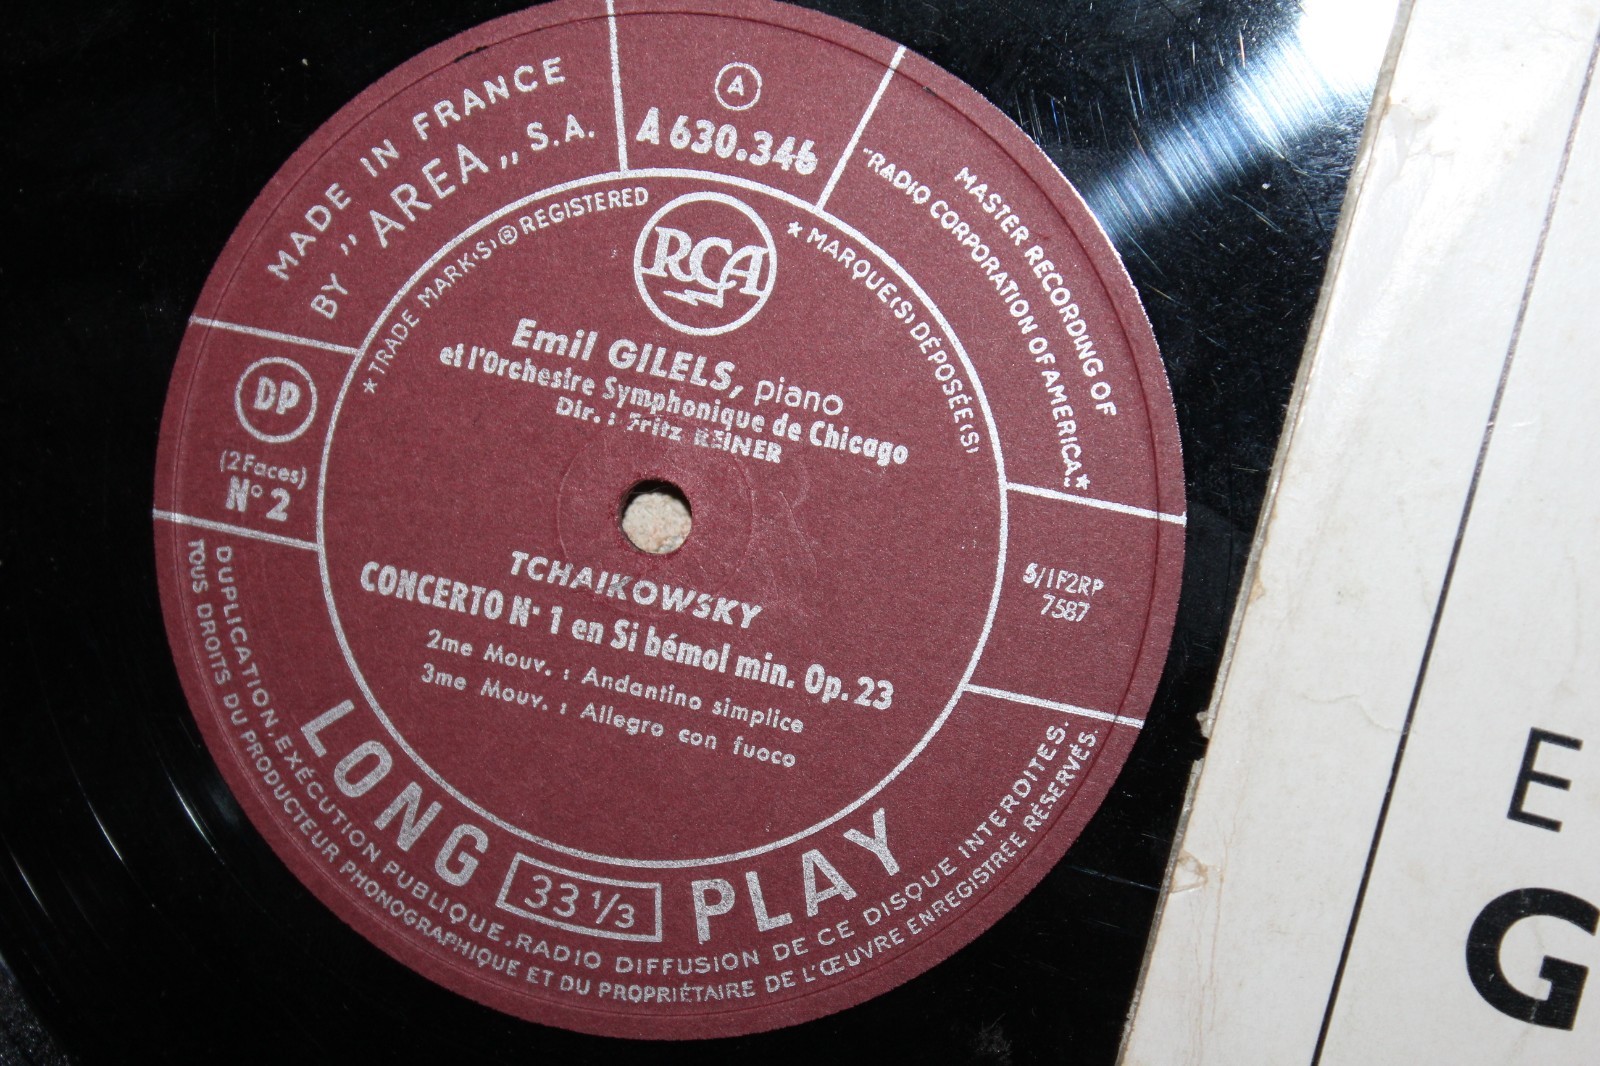 MADE IN FRANCE
BY „AREA„ S.A.
A
A 630.346
MASTER RECORDING OF
"RADIO CORPORATION OF AMERICA„
★ TRADE MARK(S) ® REGISTERED
RCA
★ MARQUE(S) DÉPOSÉE(S) ★
Emil GILELS, piano
et l'Orchestre Symphonique de Chicago
Dir. : Fritz REINER
DP
(2 Faces)
N° 2
5/1F2RP
7587
TCHAIKOWSKY
CONCERTO N° 1 en Si bémol min. Op. 23
2me Mouv. : Andantino simplice
3me Mouv. : Allegro con fuoco
LONG 33 1/3 PLAY
DUPLICATION, EXÉCUTION PUBLIQUE, RADIO DIFFUSION DE CE DISQUE INTERDITES.
TOUS DROITS DU PRODUCTEUR PHONOGRAPHIQUE ET DU PROPRIÉTAIRE DE L'ŒUVRE ENREGISTRÉE RÉSERVÉS.
E
G